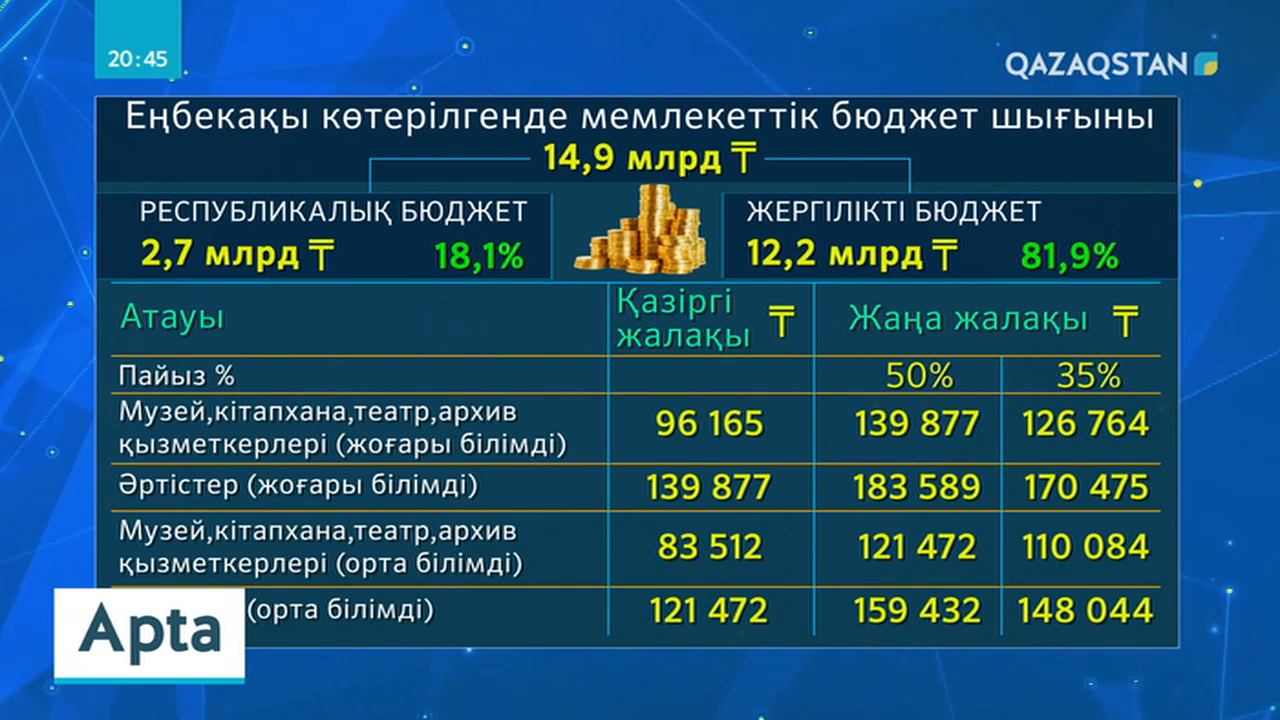 20:45
QAZAQSTAN
Еңбекақы көтерілгенде мемлекеттік бюджет шығыны
14,9 млрд ₸
РЕСПУБЛИКАЛЫҚ БЮДЖЕТ
2,7 млрд ₸ 18,1%
ЖЕРГІЛІКТІ БЮДЖЕТ
12,2 млрд ₸ 81,9%
Атауы
Қазіргі
жалақы ₸
Жаңа жалақы ₸
Пайыз % 50% 35%
Музей,кітапхана,театр,архив
қызметкерлері (жоғары білімді)
96 165 139 877 126 764
Әртістер (жоғары білімді) 139 877 183 589 170 475
Музей,кітапхана,театр,архив
қызметкерлері (орта білімді)
83 512 121 472 110 084
(орта білімді) 121 472 159 432 148 044
Apta